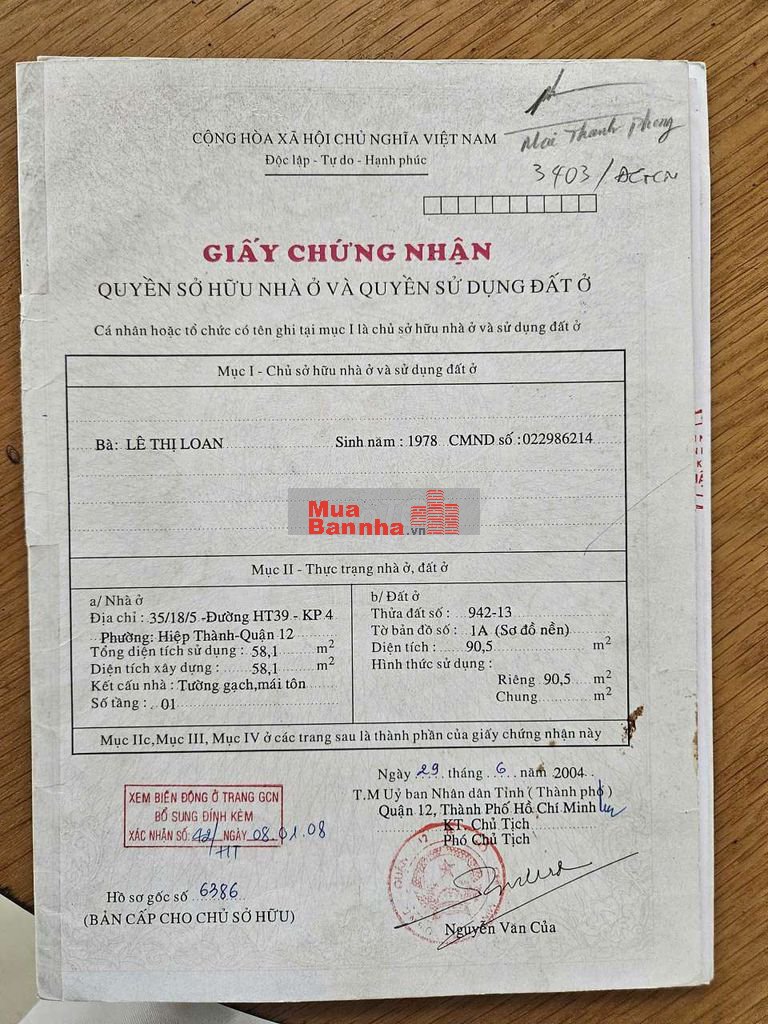 Mai Thanh Phong
CỘNG HÒA XÃ HỘI CHỦ NGHĨA VIỆT NAM
Độc lập - Tự do - Hạnh phúc
3403/ĐCTCN
GIẤY CHỨNG NHẬN
QUYỀN SỞ HỮU NHÀ Ở VÀ QUYỀN SỬ DỤNG ĐẤT Ở
Cá nhân hoặc tổ chức có tên ghi tại mục I là chủ sở hữu nhà ở và sử dụng đất ở
Mục I - Chủ sở hữu nhà ở và sử dụng đất ở
Bà: LÊ THỊ LOAN Sinh năm : 1978 CMND số :022986214
Mua
Bannha.vn
Mục II - Thực trạng nhà ở, đất ở
a/ Nhà ở
Địa chỉ : 35/18/5 -Đường HT39 - KP 4
Phường: Hiệp Thành-Quận 12
Tổng diện tích sử dụng : 58,1 m2
Diện tích xây dựng : 58,1 m2
Kết cấu nhà : Tường gạch,mái tôn
Số tầng : 01
b/ Đất ở
Thửa đất số : 942-13
Tờ bản đồ số : 1A (Sơ đồ nền)
Diện tích : 90,5 m2
Hình thức sử dụng :
Riêng 90,5 m2
Chung m2
Mục IIc,Mục III, Mục IV ở các trang sau là thành phần của giấy chứng nhận này
Ngày 29 tháng 6 năm 2004
T.M Uỷ ban Nhân dân Tỉnh ( Thành phố )
Quận 12, Thành Phố Hồ Chí Minh
KT. Chủ Tịch
Phó Chủ Tịch
XEM BIẾN ĐỘNG Ở TRANG GCN
BỔ SUNG ĐÍNH KÈM
XÁC NHẬN SỐ: 42/HT NGÀY 08.01.08
Hồ sơ gốc số 6386
(BẢN CẤP CHO CHỦ SỞ HỮU)
Nguyễn Văn Của